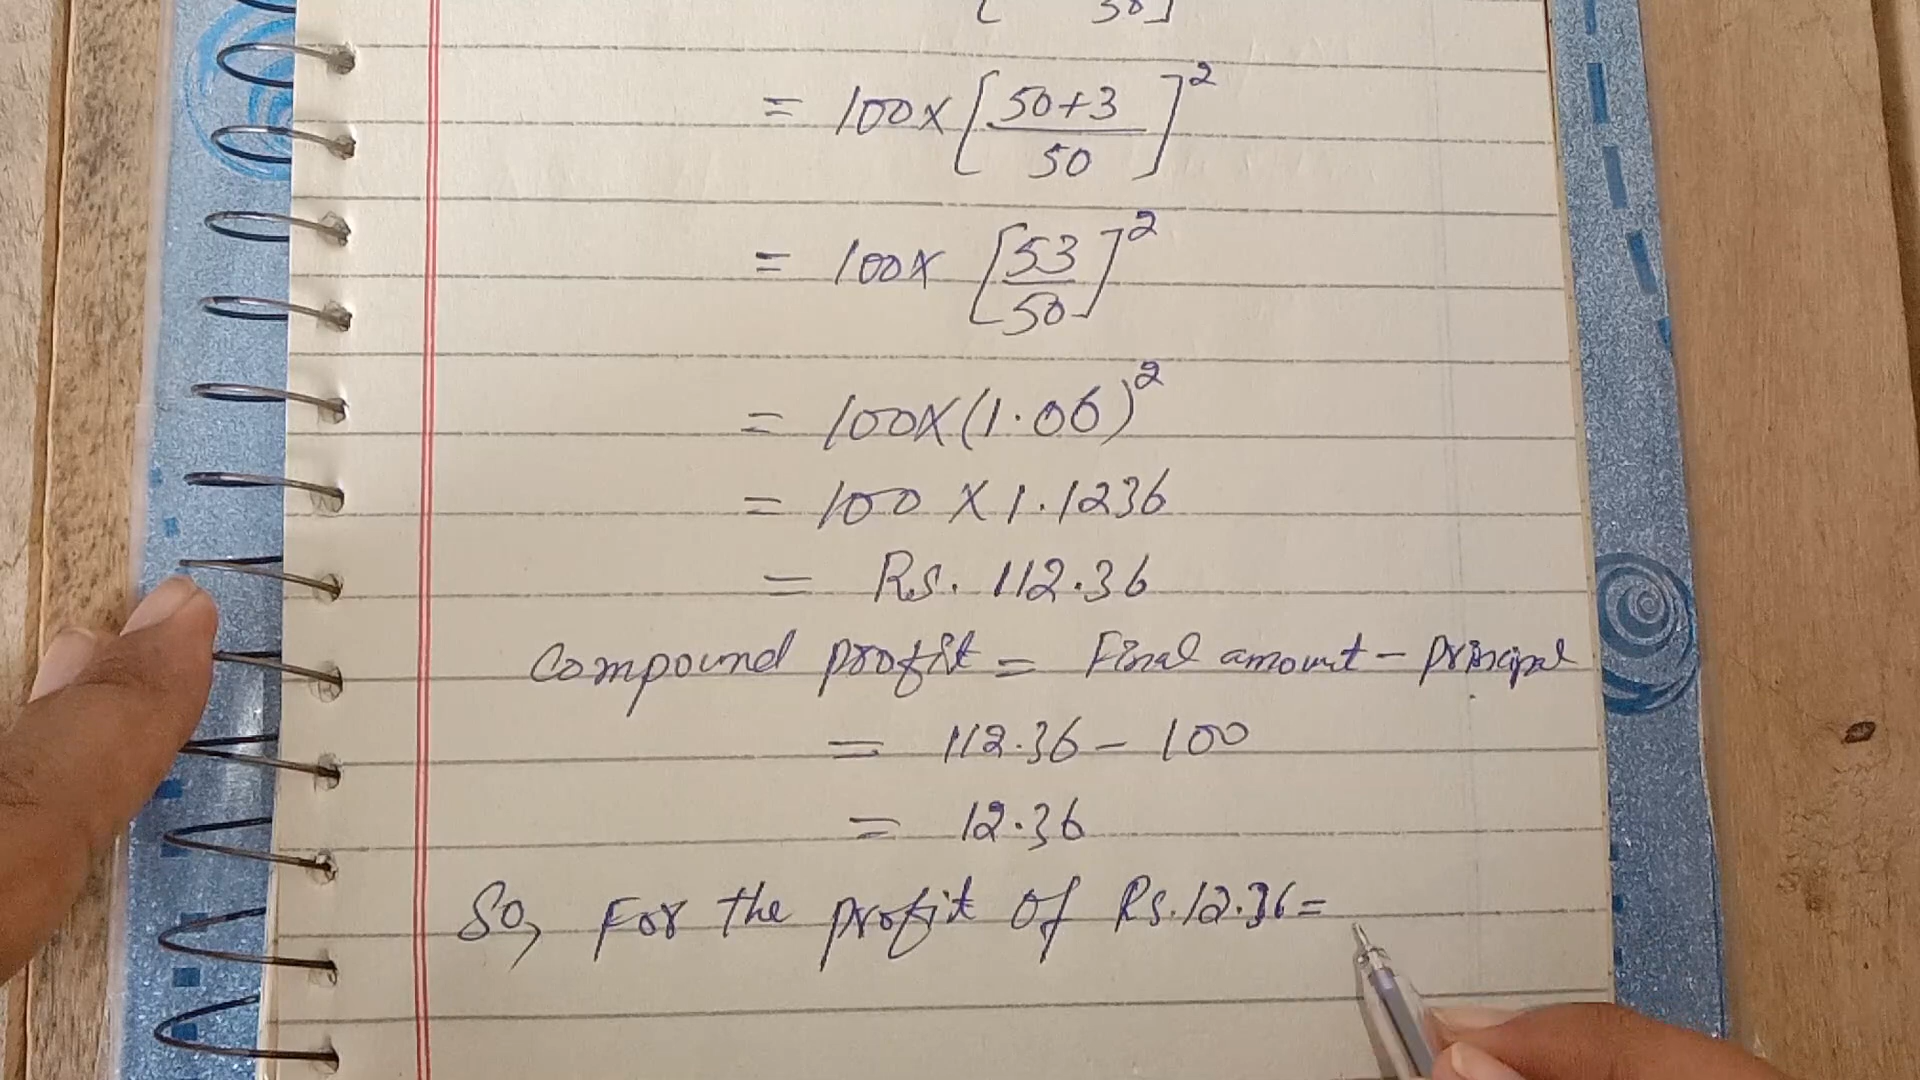 50]
= 100×[50+3/50]²
= 100× [53/50]²
= 100×(1.06)²
= 100 × 1.1236
= Rs. 112.36
Compound profit = Final amount - principal
= 112.36 - 100
= 12.36
So, For the profit of Rs.12.36=